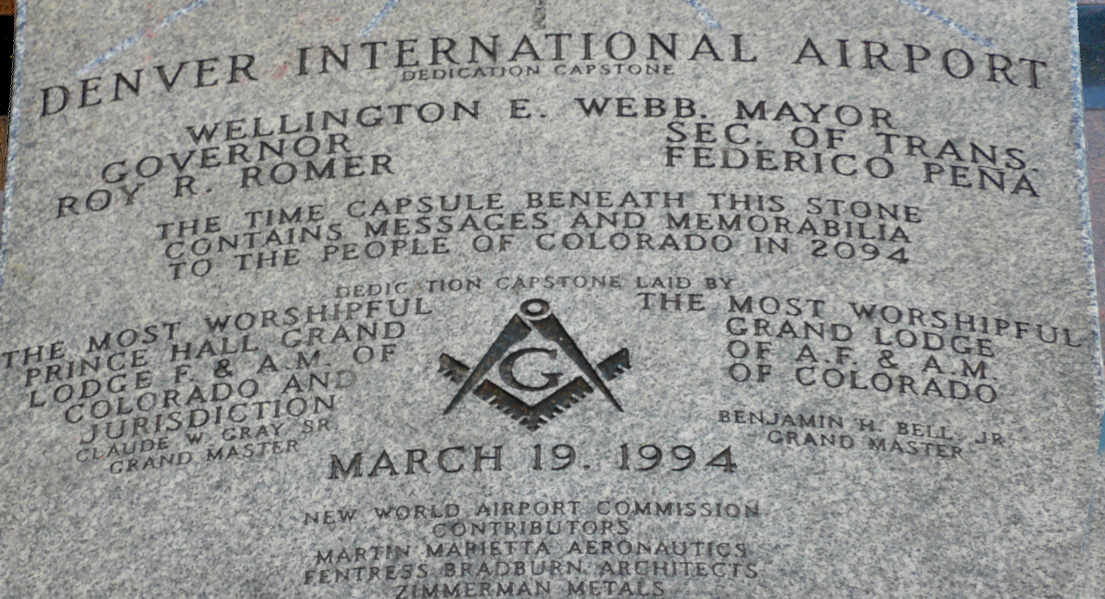 DENVER INTERNATIONAL AIRPORT
DEDICATION CAPSTONE
WELLINGTON E. WEBB. MAYOR
GOVERNOR
ROY R. ROMER
SEC. OF TRANS.
FEDERICO PENA
THE TIME CAPSULE BENEATH THIS STONE
CONTAINS MESSAGES AND MEMORABILIA
TO THE PEOPLE OF COLORADO IN 2094
DEDIC TION CAPSTONE LAID BY
THE MOST WORSHIPFUL
PRINCE HALL GRAND
LODGE F. & A.M. OF
COLORADO AND
JURISDICTION
CLAUDE W. GRAY SR.
GRAND MASTER
G
THE MOST WORSHIPFUL
GRAND LODGE
OF A.F. & A.M.
OF COLORADO
BENJAMIN H. BELL, JR.
GRAND MASTER
MARCH 19. 1994
NEW WORLD AIRPORT COMMISSION
CONTRIBUTORS
MARTIN MARIETTA AERONAUTICS
FENTRESS BRADBURN ARCHITECTS
ZIMMERMAN METALS